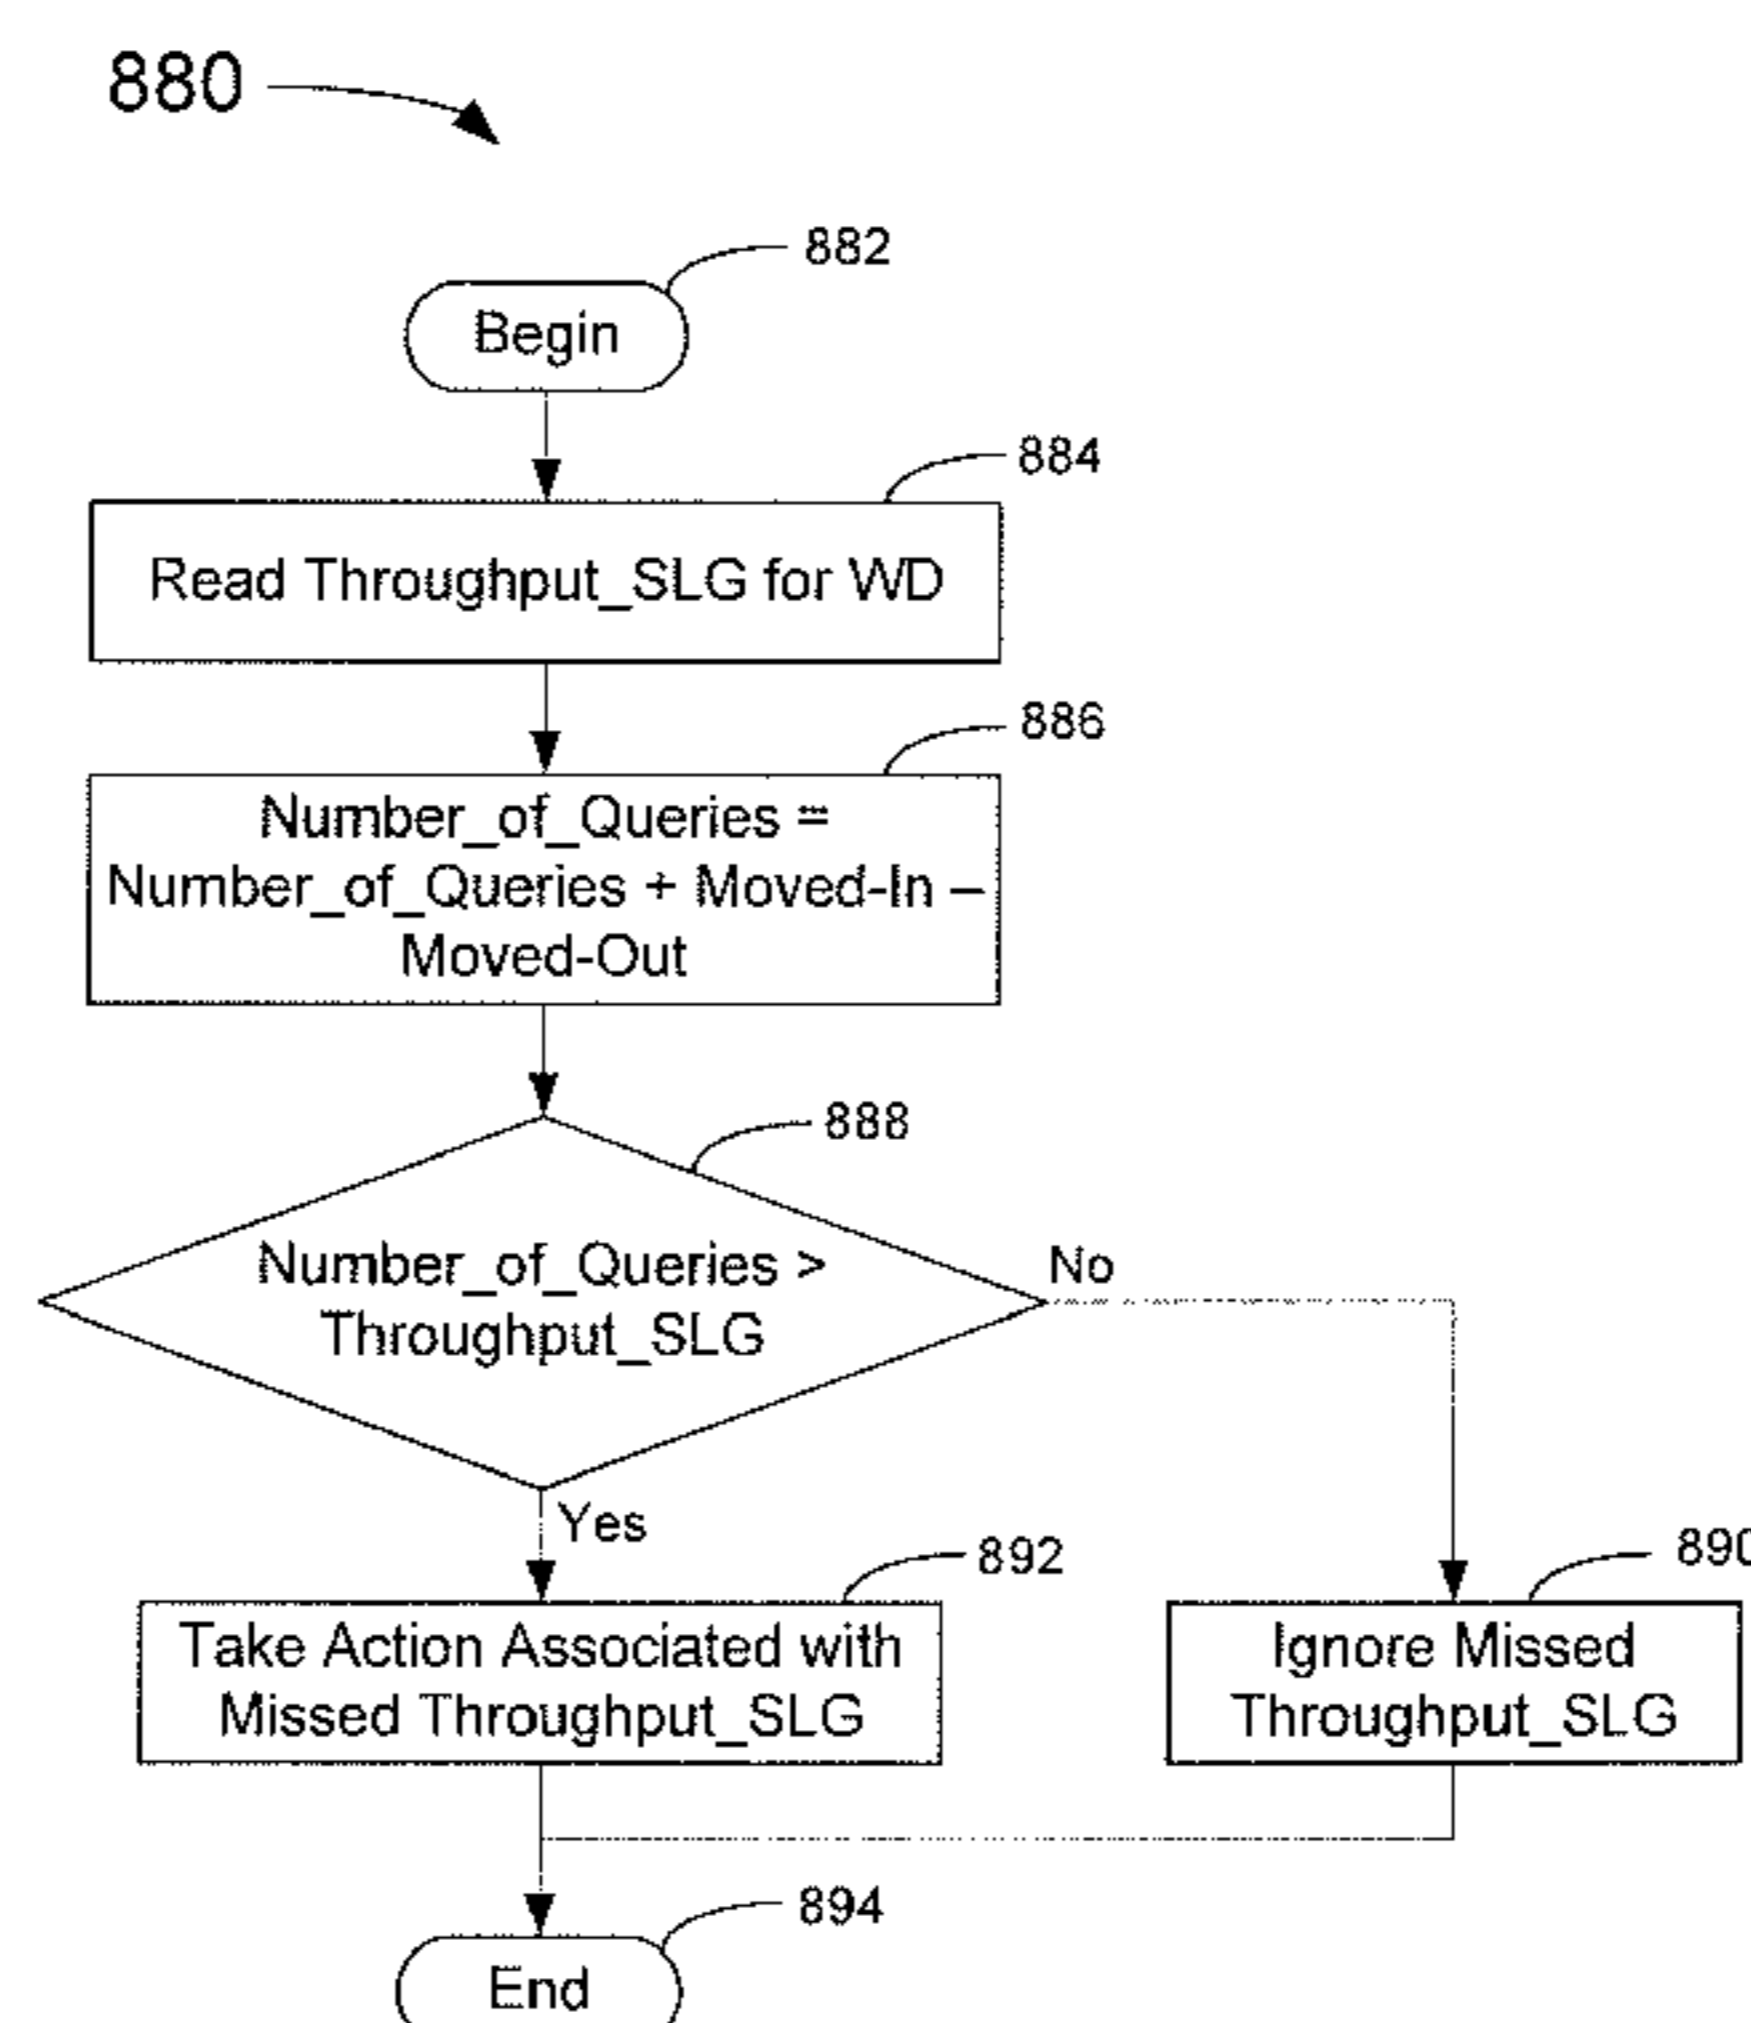 880
882
Begin
884
Read Throughput_SLG for WD
886
Number_of_Queries =
Number_of_Queries + Moved-In –
Moved-Out
888
Number_of_Queries >
Throughput_SLG
No
Yes
892
890
Take Action Associated with
Missed Throughput_SLG
Ignore Missed
Throughput_SLG
894
End